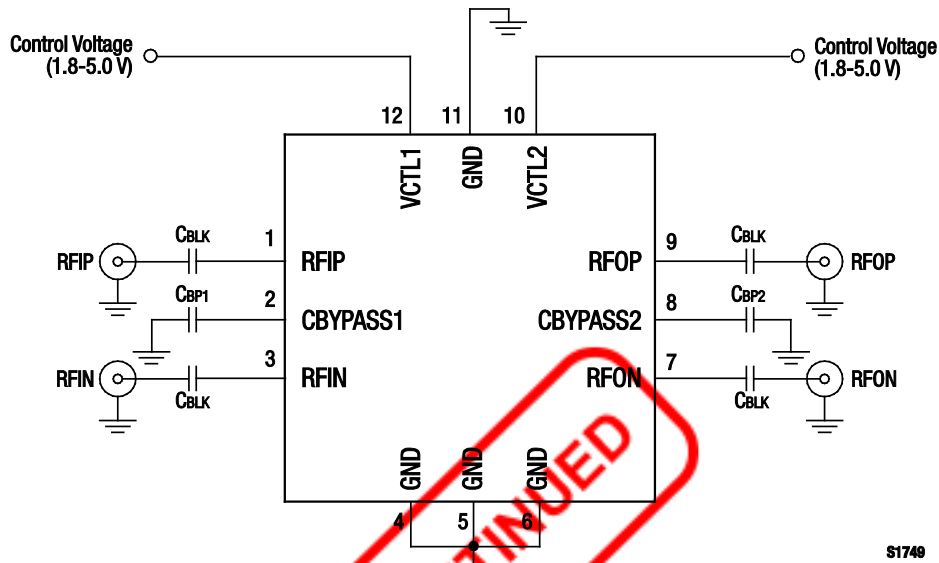 Control Voltage
(1.8-5.0 V)
Control Voltage
(1.8-5.0 V)
12
11
10
VCTL1
GND
VCTL2
RFIP
CBLK
1
RFIP
RFOP
9
CBLK
RFOP
CBP1
2
CBYPASS1
CBYPASS2
8
CBP2
RFIN
CBLK
3
RFIN
RFON
7
CBLK
RFON
GND
GND
GND
4
5
6
TINUED
S1749